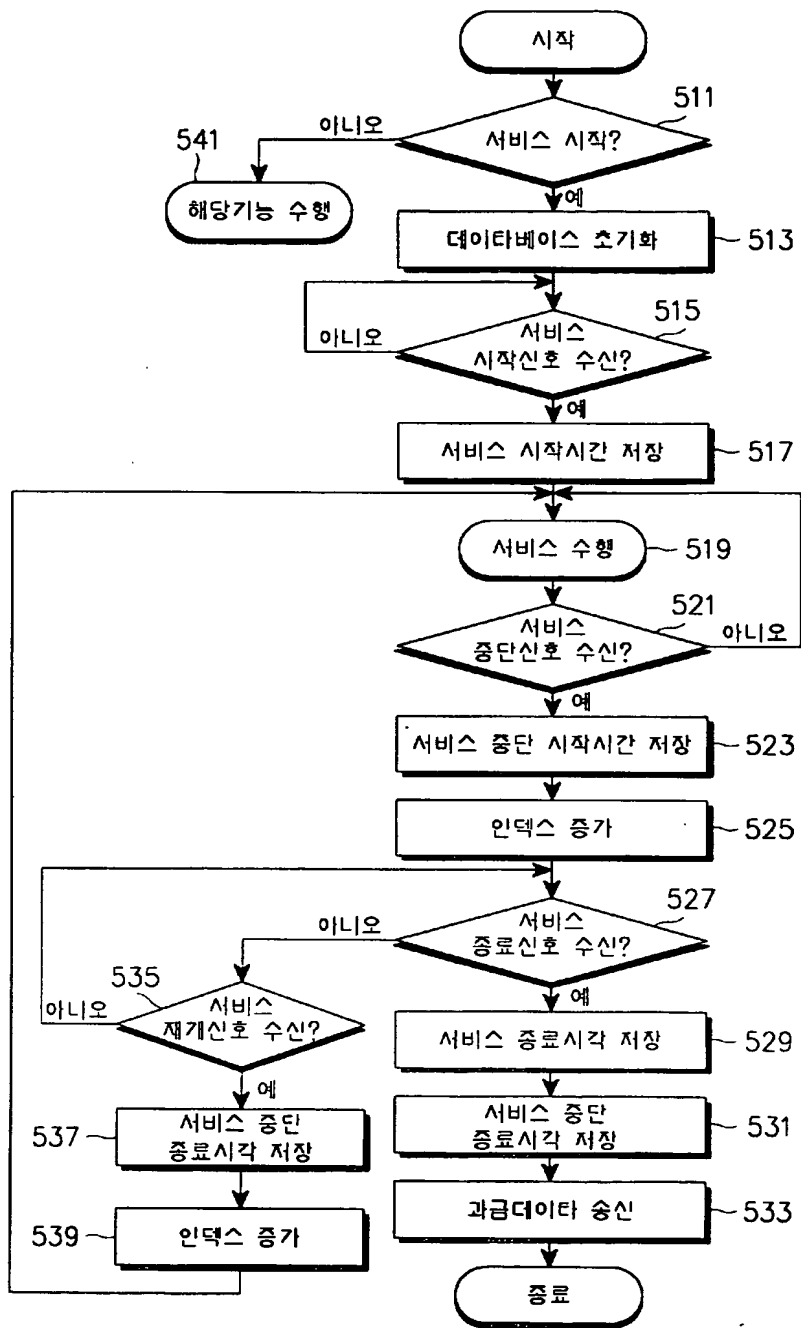 시작
511
서비스 시작?
아니오
541
해당기능 수행
예
데이타베이스 초기화
513
515
서비스
시작신호 수신?
아니오
예
서비스 시작시간 저장
517
서비스 수행
519
521
서비스
중단신호 수신?
아니오
예
서비스 중단 시작시간 저장
523
인덱스 증가
525
527
서비스
종료신호 수신?
아니오
예
535
서비스
재개신호 수신?
아니오
예
서비스 종료시각 저장
529
537
서비스 중단
종료시각 저장
서비스 중단
종료시각 저장
531
539
인덱스 증가
과금데이타 송신
533
종료